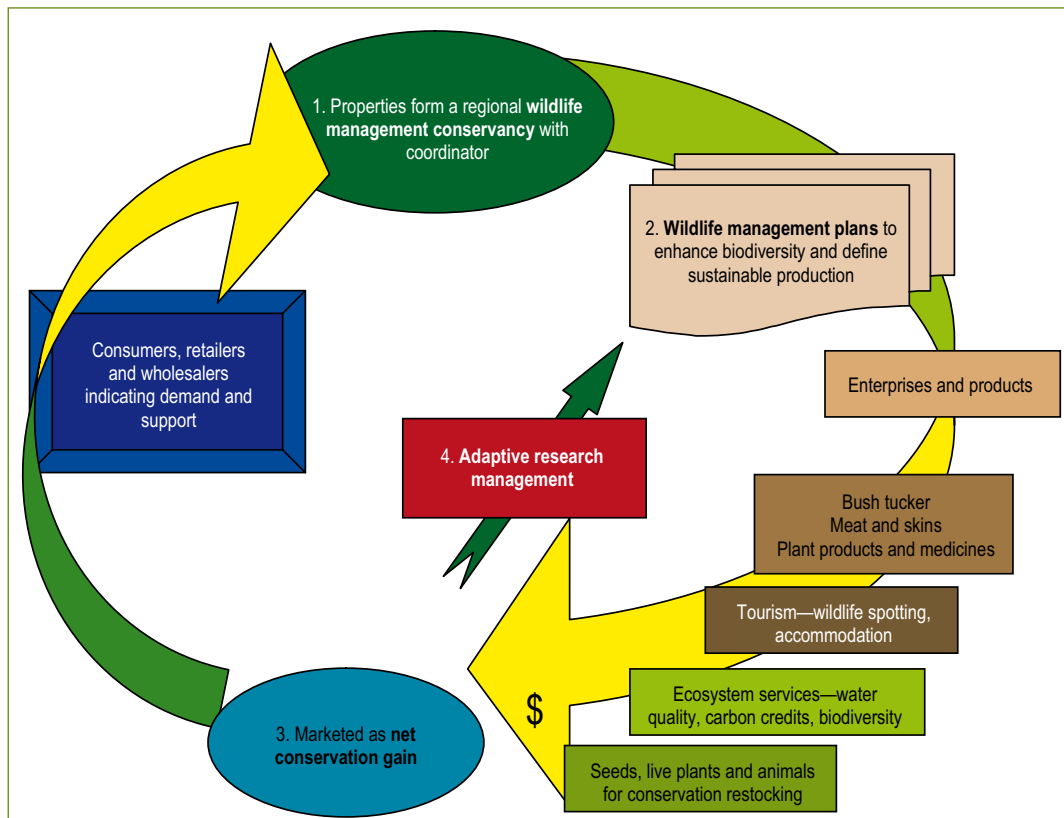 1. Properties form a regional wildlife
management conservancy with
coordinator
2. Wildlife management plans to
enhance biodiversity and define
sustainable production
Enterprises and products
Bush tucker
Meat and skins
Plant products and medicines
Tourism—wildlife spotting,
accommodation
Ecosystem services—water
quality, carbon credits, biodiversity
Seeds, live plants and animals
for conservation restocking
$
3. Marketed as net
conservation gain
4. Adaptive research
management
Consumers, retailers
and wholesalers
indicating demand and
support